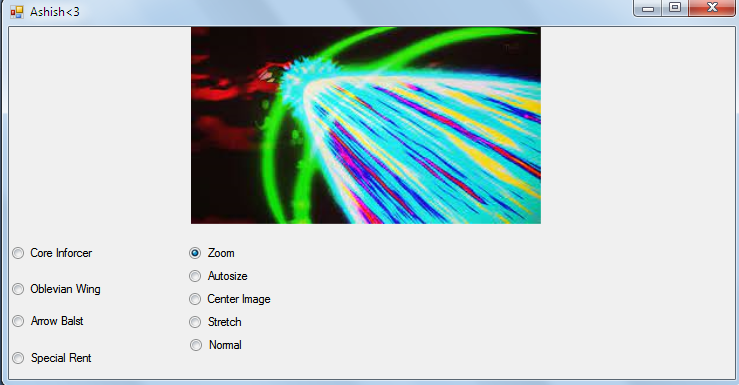 Ashish<3
Core Inforcer
Oblevian Wing
Arrow Balst
Special Rent
Zoom
Autosize
Center Image
Stretch
Normal